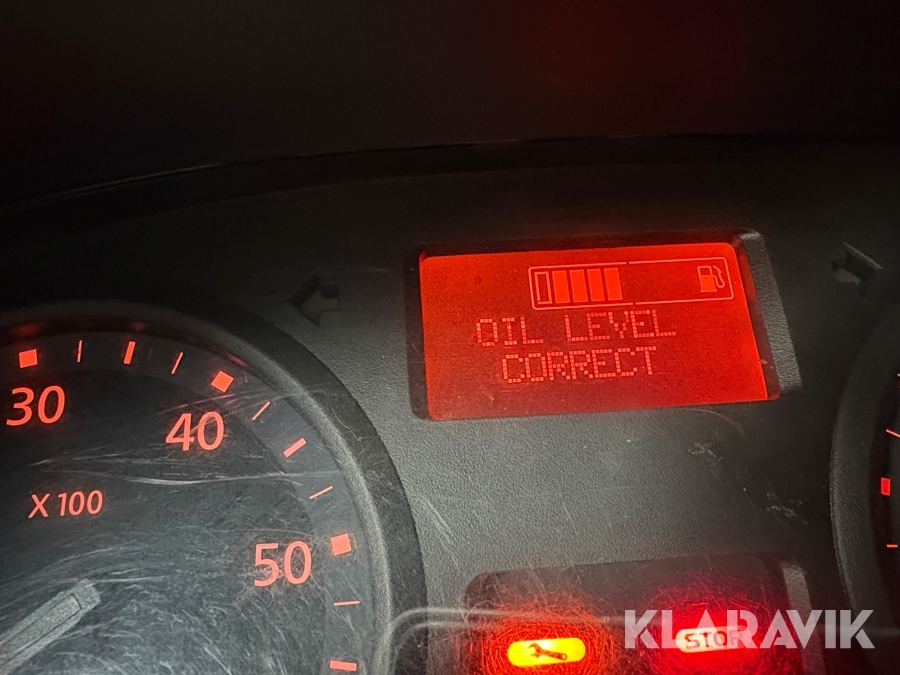 OIL LEVEL
CORRECT
30
40
X 100
50
STOP
KLARAVIK